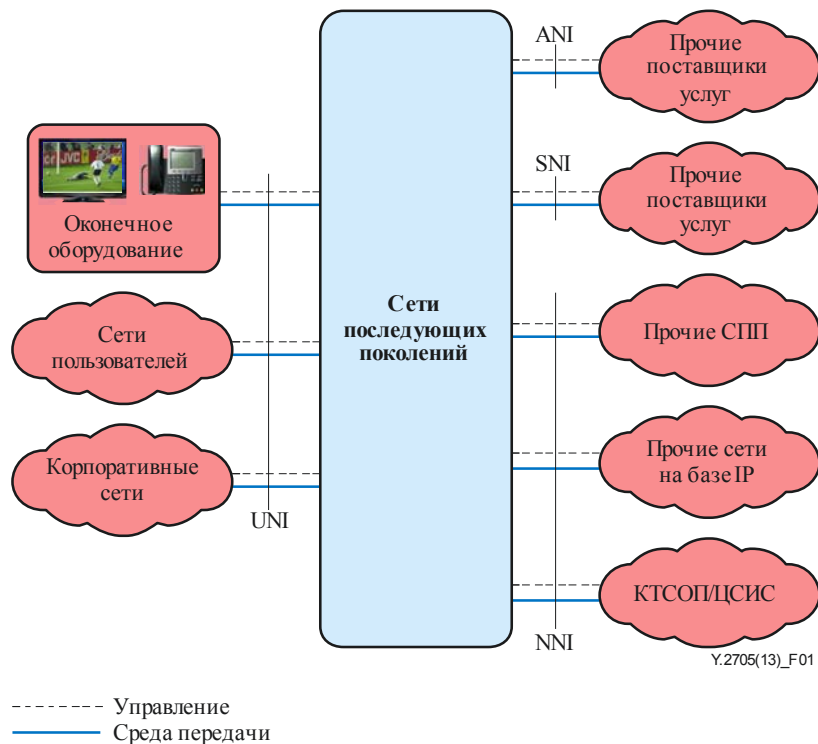 ANI
Прочие
поставщики
услуг
SNI
Прочие
поставщики
услуг
JVC
Оконечное
оборудование
Сети
последующих
поколений
Сети
пользователей
Прочие СПП
Корпоративные
сети
UNI
Прочие сети
на базе IP
КТСОП/ЦСИС
NNI
Y.2705(13)_F01
Управление
Среда передачи